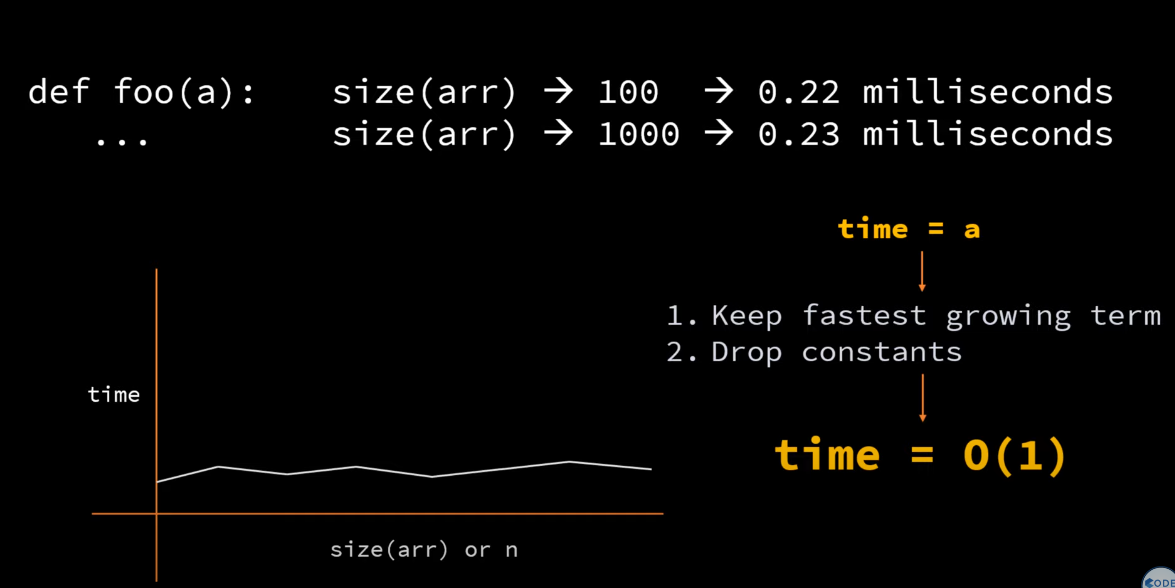 def foo(a): size(arr) → 100 → 0.22 milliseconds
... size(arr) → 1000 → 0.23 milliseconds
time = a
1. Keep fastest growing term
2. Drop constants
time
time = O(1)
size(arr) or n
CODE